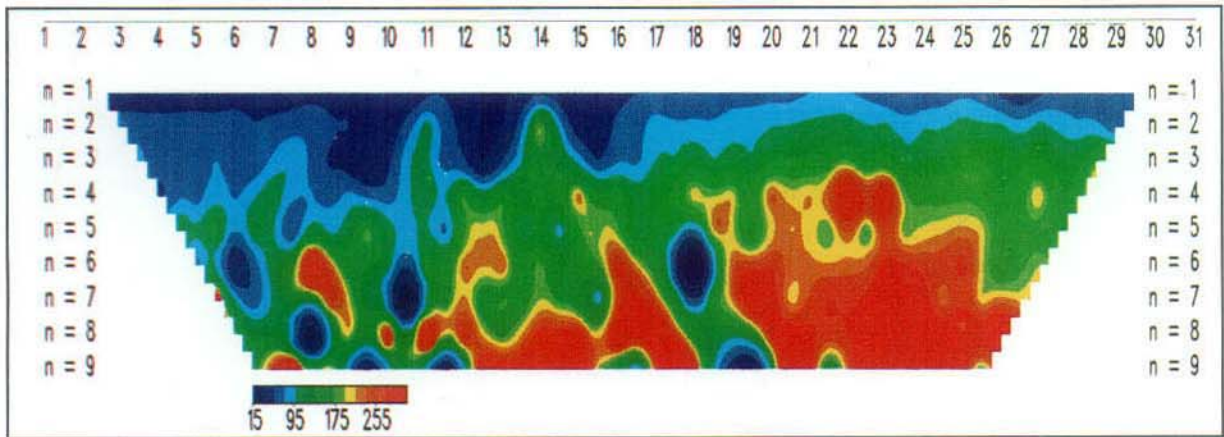 1 2 3 4 5 6 7 8 9 10 11 12 13 14 15 16 17 18 19 20 21 22 23 24 25 26 27 28 29 30 31
n = 1 n = 1
n = 2 n = 2
n = 3 n = 3
n = 4 n = 4
n = 5 n = 5
n = 6 n = 6
n = 7 n = 7
n = 8 n = 8
n = 9 n = 9
15 95 175 255